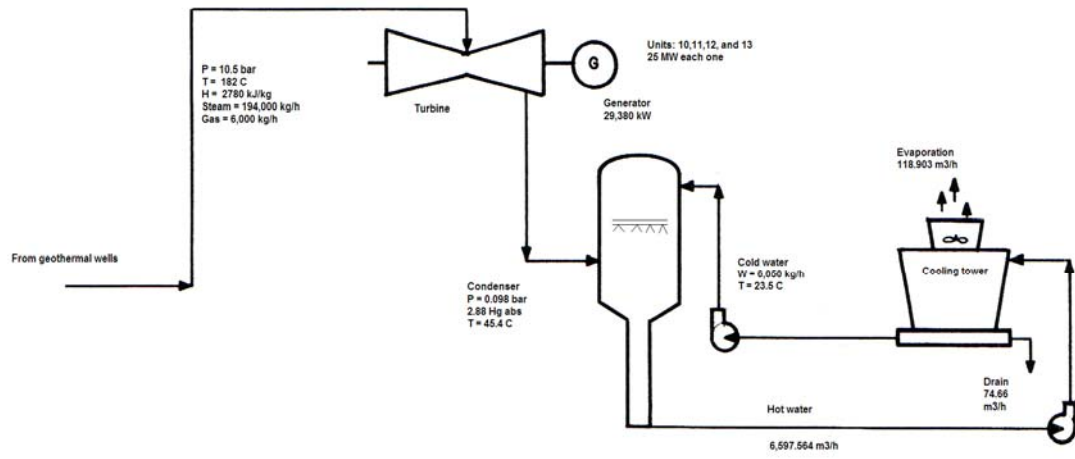 P = 10.5 bar
T = 182 C
H = 2780 kJ/kg
Steam = 194,000 kg/h
Gas = 6,000 kg/h
Turbine
G
Units: 10,11,12, and 13
25 MW each one
Generator
29,380 kW
Evaporation
118.903 m3/h
From geothermal wells
Condenser
P = 0.098 bar
2.88 Hg abs
T = 45.4 C
Cold water
W = 6,050 kg/h
T = 23.5 C
Cooling tower
Drain
74.66
m3/h
Hot water
6,597.564 m3/h